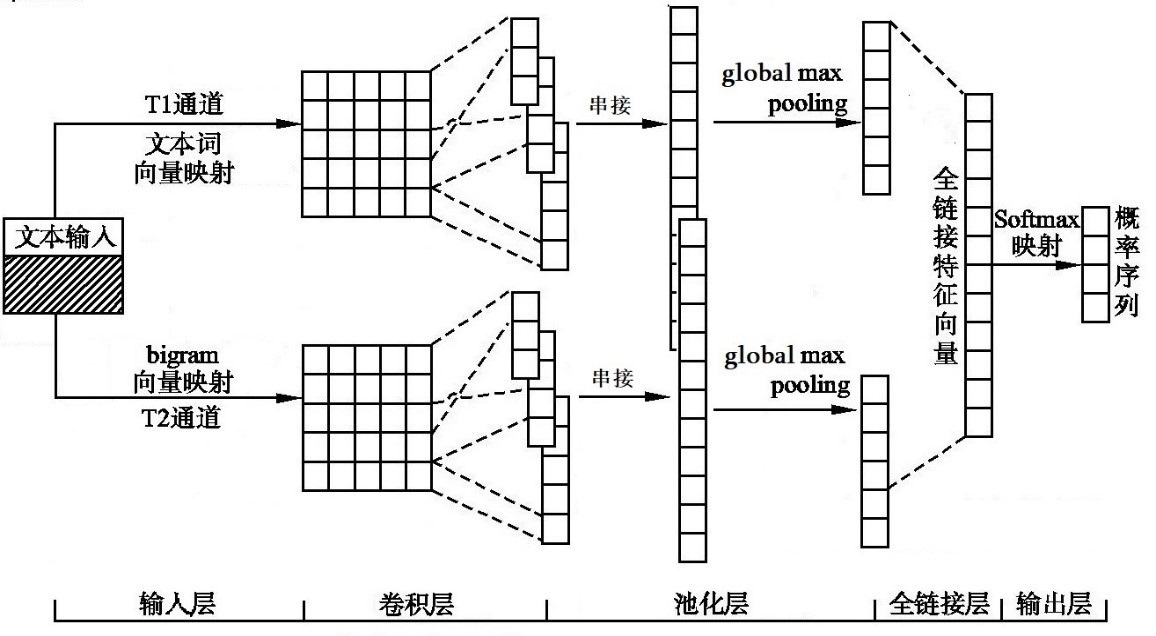 T1通道
文本词
向量映射
文本输入
bigram
向量映射
T2通道
串接
global max
pooling
串接
global max
pooling
全链接特征向量
Softmax
映射
概率序列
输入层
卷积层
池化层
全链接层
输出层